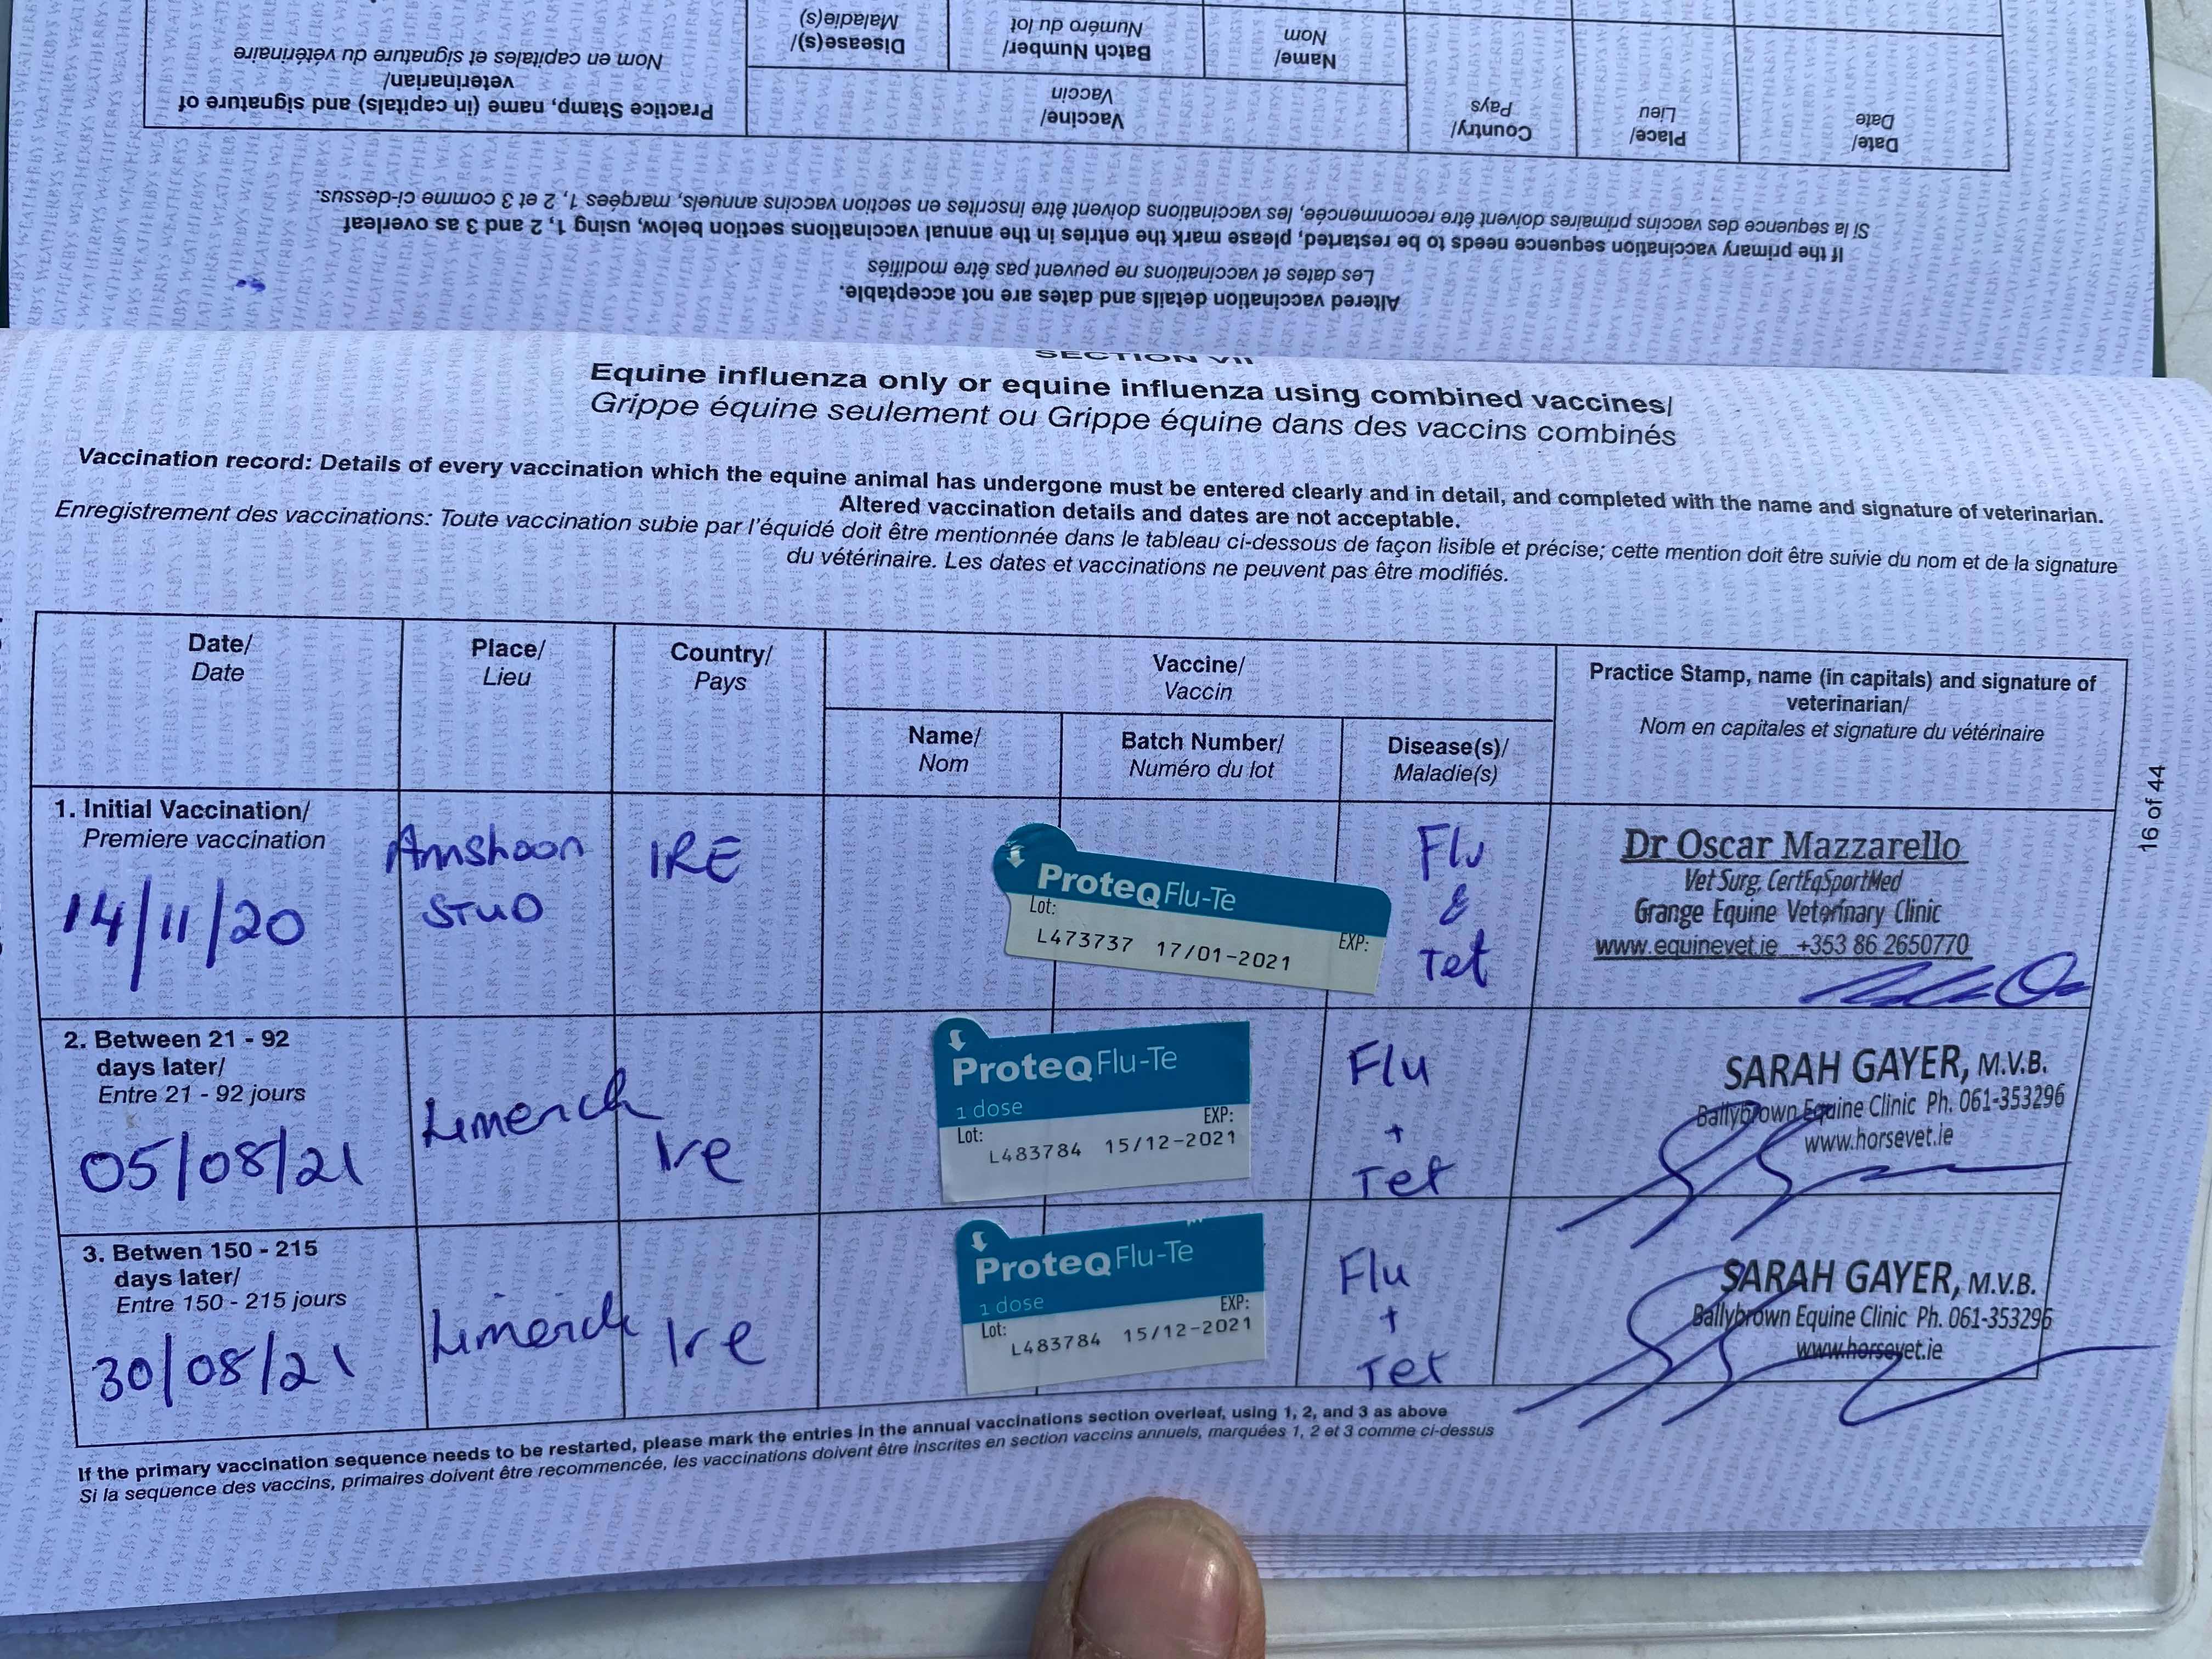 Practice Stamp, name (in capitals) and signature of
veterinarian/
Nom en capitales et signature du vétérinaire
Disease(s)/
Maladie(s)
Batch Number/
Numéro du lot
Name/
Nom
Vaccine/
Vaccin
Country/
Pays
Place/
Lieu
Date/
Date
Si la sequence des vaccins primaires doivent être recommencée, les vaccinations doivent être inscrites en section vaccins annuels, marquées 1, 2 et 3 comme ci-dessus.
If the primary vaccination sequence needs to be restarted, please mark the entries in the annual vaccinations section below, using 1, 2 and 3 as overleaf
Les dates et vaccinations ne peuvent pas être modifiés
Altered vaccination details and dates are not acceptable.
SECTION VII
Equine influenza only or equine influenza using combined vaccines/
Grippe équine seulement ou Grippe équine dans des vaccins combinés
Vaccination record: Details of every vaccination which the equine animal has undergone must be entered clearly and in detail, and completed with the name and signature of veterinarian.
Altered vaccination details and dates are not acceptable.
Enregistrement des vaccinations: Toute vaccination subie par l'équidé doit être mentionnée dans le tableau ci-dessous de façon lisible et précise; cette mention doit être suivie du nom et de la signature
du vétérinaire. Les dates et vaccinations ne peuvent pas être modifiés.
Date/
Date
Place/
Lieu
Country/
Pays
Vaccine/
Vaccin
Name/
Nom
Batch Number/
Numéro du lot
Disease(s)/
Maladie(s)
Practice Stamp, name (in capitals) and signature of
veterinarian/
Nom en capitales et signature du vétérinaire
1. Initial Vaccination/
Premiere vaccination
14/11/20
Amshoon
STUD
IRE
ProteQ Flu-Te
Lot: EXP:
L473737 17/01-2021
Flu
&
Tet
Dr Oscar Mazzarello
Vet Surg, CertEqSportMed
Grange Equine Veterinary Clinic
www.equinevet.ie +353 86 2650770
2. Between 21 - 92
days later/
Entre 21 - 92 jours
05/08/21
Limerick
Ire
ProteQ Flu-Te
1 dose
Lot: EXP:
L483784 15/12-2021
Flu
+
Tet
SARAH GAYER, M.V.B.
Ballybrown Equine Clinic Ph. 061-353296
www.horsevet.ie
3. Betwen 150 - 215
days later/
Entre 150 - 215 jours
30/08/21
Limerick
Ire
ProteQ Flu-Te
1 dose
Lot: EXP:
L483784 15/12-2021
Flu
+
Tet
SARAH GAYER, M.V.B.
Ballybrown Equine Clinic Ph. 061-353296
www.horsevet.ie
If the primary vaccination sequence needs to be restarted, please mark the entries in the annual vaccinations section overleaf, using 1, 2, and 3 as above
Si la sequence des vaccins, primaires doivent être recommencée, les vaccinations doivent être inscrites en section vaccins annuels, marquées 1, 2 et 3 comme ci-dessus
16 of 44